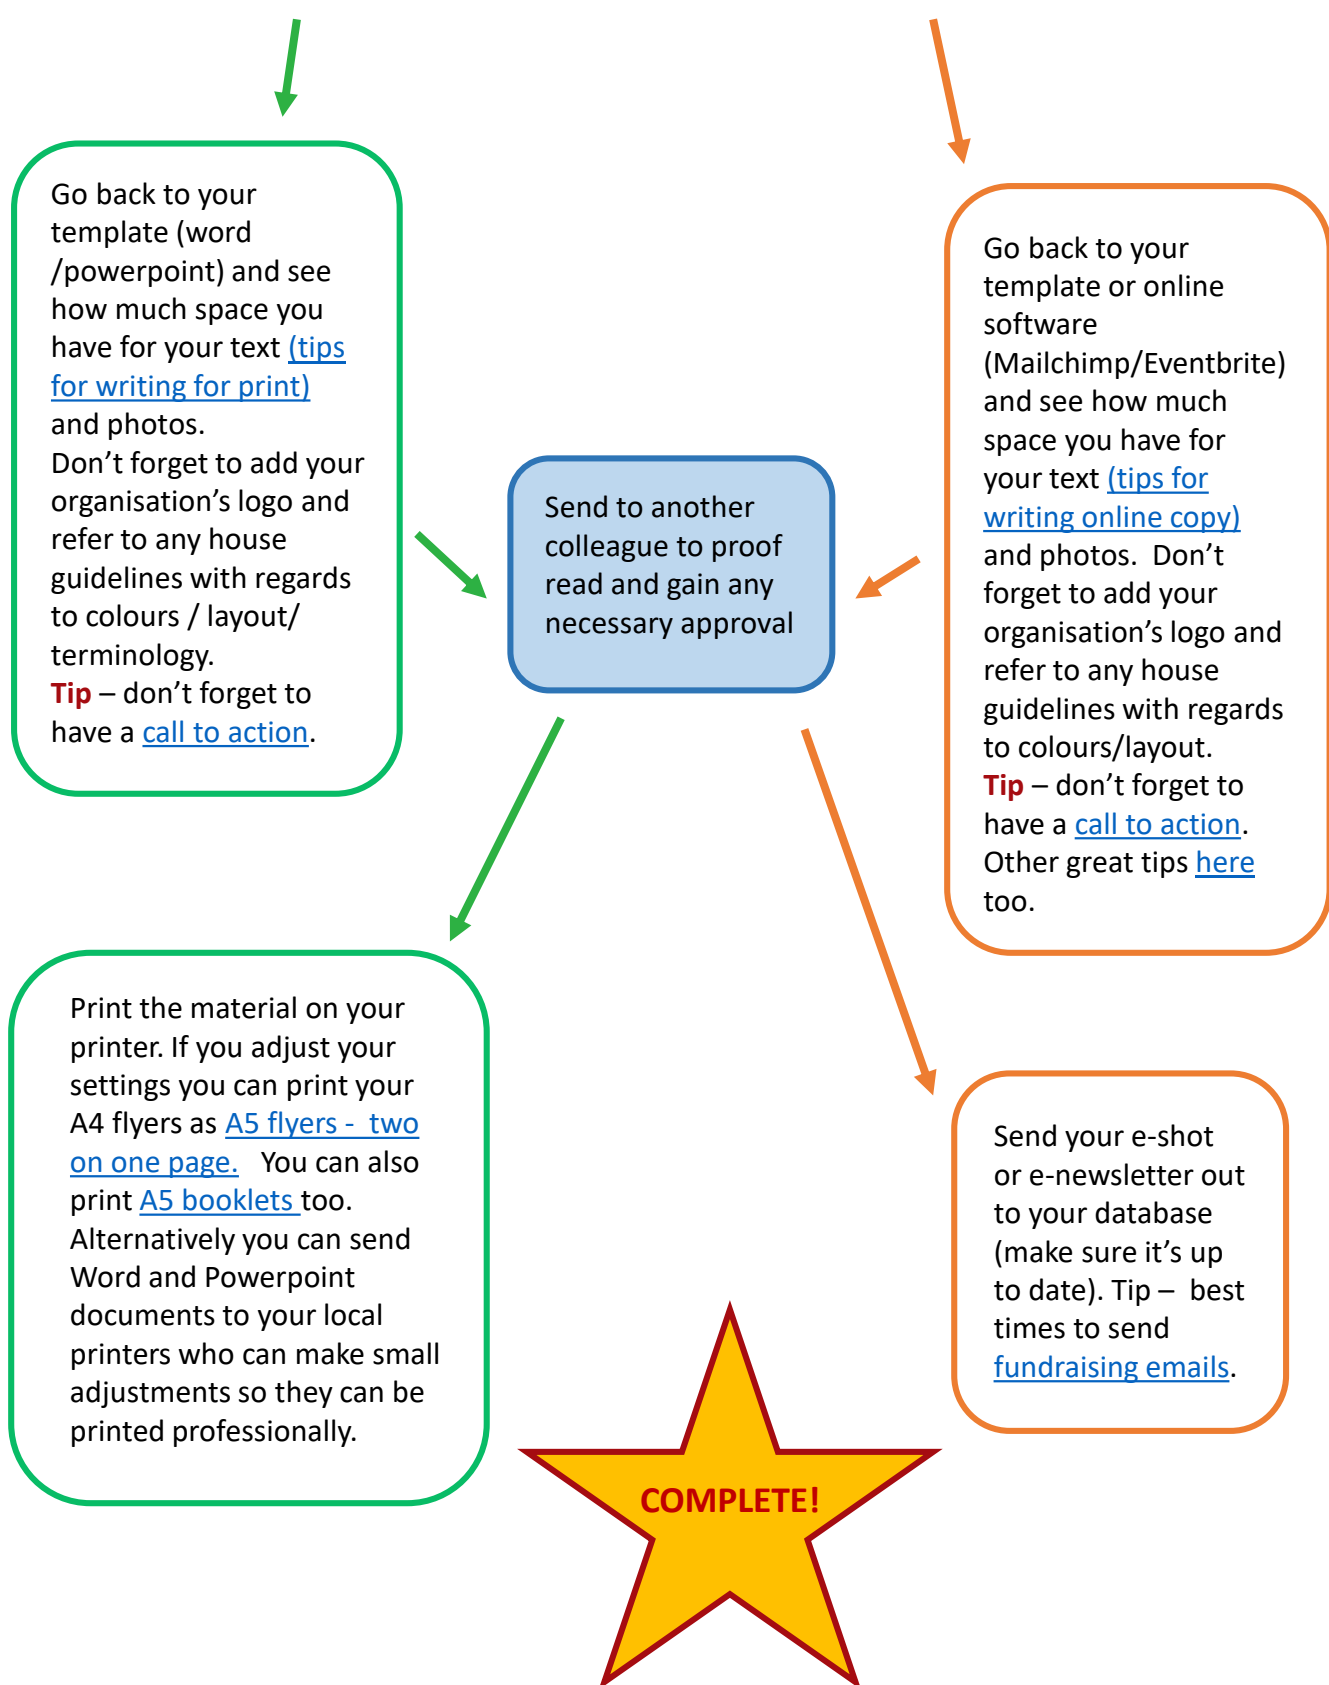 Go back to your
template (word
/powerpoint) and see
how much space you
have for your text (tips
for writing for print)
and photos.
Don’t forget to add your
organisation’s logo and
refer to any house
guidelines with regards
to colours / layout/
terminology.
Tip – don’t forget to
have a call to action.
Go back to your
template or online
software
(Mailchimp/Eventbrite)
and see how much
space you have for
your text (tips for
writing online copy)
and photos.  Don’t
forget to add your
organisation’s logo and
refer to any house
guidelines with regards
to colours/layout.
Tip – don’t forget to
have a call to action.
Other great tips here
too.
Send to another
colleague to proof
read and gain any
necessary approval
Print the material on your
printer. If you adjust your
settings you can print your
A4 flyers as A5 flyers -  two
on one page.   You can also
print A5 booklets too.
Alternatively you can send
Word and Powerpoint
documents to your local
printers who can make small
adjustments so they can be
printed professionally.
Send your e-shot
or e-newsletter out
to your database
(make sure it’s up
to date). Tip –  best
times to send
fundraising emails.
COMPLETE!